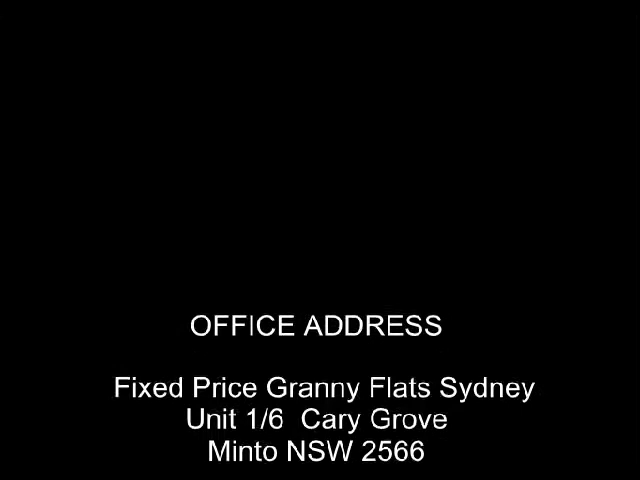 OFFICE ADDRESS
Fixed Price Granny Flats Sydney
Unit 1/6  Cary Grove
Minto NSW 2566